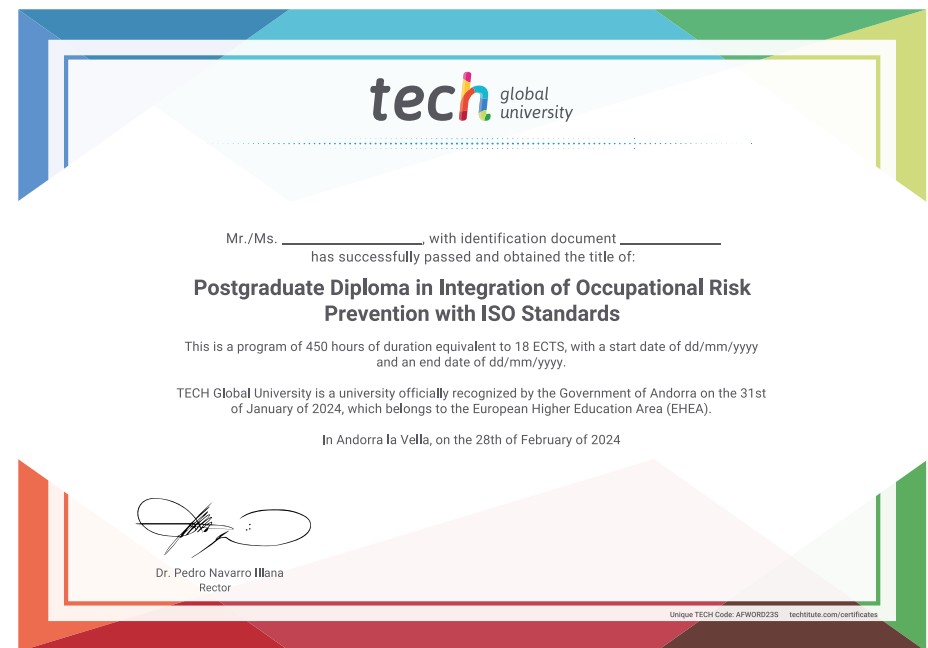 tech global
university
Mr./Ms. ____________, with identification document ____________
has successfully passed and obtained the title of:
Postgraduate Diploma in Integration of Occupational Risk
Prevention with ISO Standards
This is a program of 450 hours of duration equivalent to 18 ECTS, with a start date of dd/mm/yyyy
and an end date of dd/mm/yyyy.
TECH Global University is a university officially recognized by the Government of Andorra on the 31st
of January of 2024, which belongs to the European Higher Education Area (EHEA).
In Andorra la Vella, on the 28th of February of 2024
Dr. Pedro Navarro Illana
Rector
Unique TECH Code: AFWORD23S techtitute.com/certificates